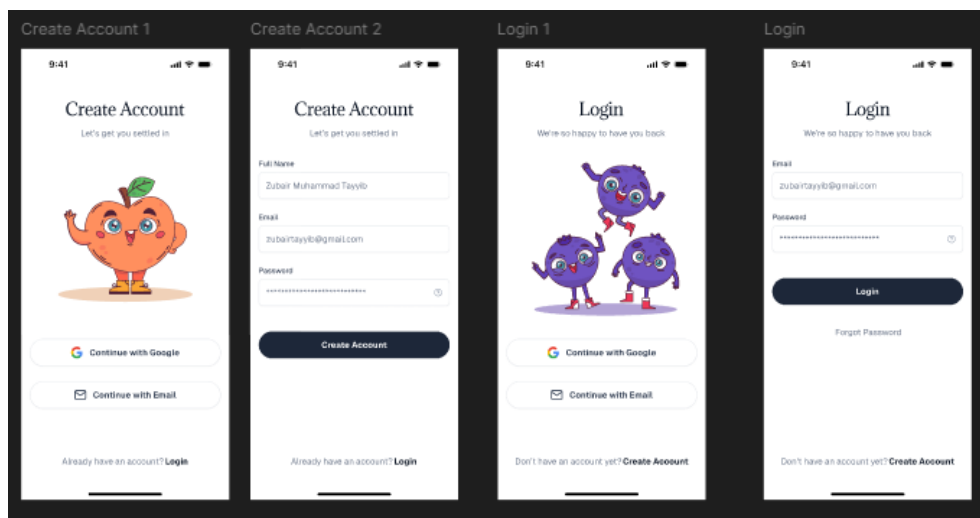 Create Account 1
9:41
Create Account
Let's get you settled in
Continue with Google
Continue with Email
Already have an account? Login
Create Account 2
9:41
Create Account
Let's get you settled in
Full Name
Zubair Muhammad Tayyib
Email
zubairtayyib@gmail.com
Password
***************************
Create Account
Already have an account? Login
Login 1
9:41
Login
We're so happy to have you back
Continue with Google
Continue with Email
Don't have an account yet? Create Account
Login
9:41
Login
We're so happy to have you back
Email
zubairtayyib@gmail.com
Password
***************************
Login
Forgot Password
Don't have an account yet? Create Account